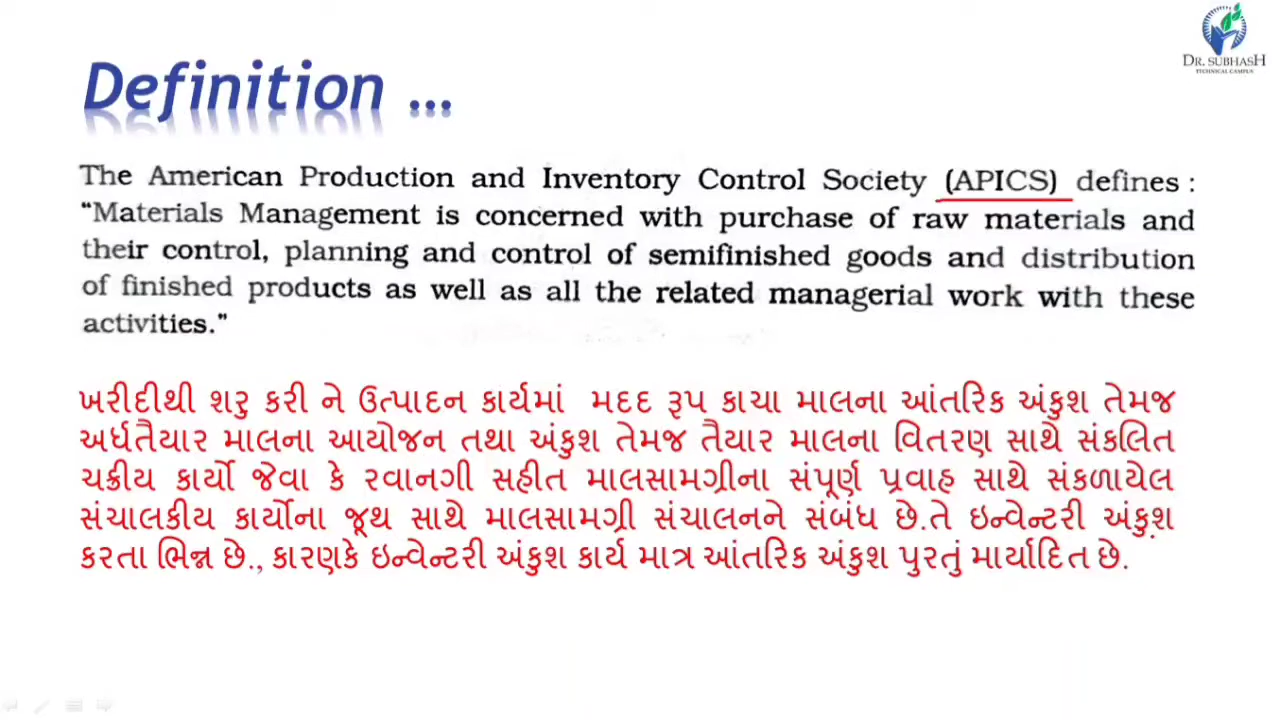 DR. SUBHASH
TECHNICAL CAMPUS
Definition ...
The American Production and Inventory Control Society (APICS) defines :
“Materials Management is concerned with purchase of raw materials and
their control, planning and control of semifinished goods and distribution
of finished products as well as all the related managerial work with these
activities.”
ખરીદીથી શરુ કરી ને ઉત્પાદન કાર્યમાં મદદ રૂપ કાચા માલના આંતરિક અંકુશ તેમજ
અર્ધતૈયાર માલના આયોજન તથા અંકુશ તેમજ તૈયાર માલના વિતરણ સાથે સંકલિત
ચક્રીય કાર્યો જેવા કે રવાનગી સહીત માલસામગ્રીના સંપૂર્ણ પ્રવાહ સાથે સંકળાયેલ
સંચાલકીય કાર્યોના જૂથ સાથે માલસામગ્રી સંચાલનને સંબંધ છે.તે ઇન્વેન્ટરી અંકુશ
કરતા ભિન્ન છે., કારણકે ઇન્વેન્ટરી અંકુશ કાર્ય માત્ર આંતરિક અંકુશ પુરતું માર્યાદિત છે.